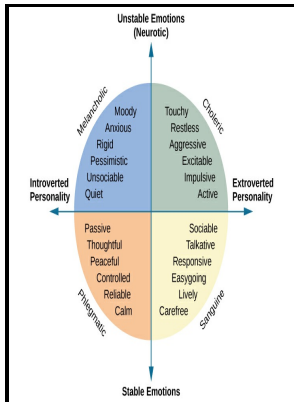 Unstable Emotions
(Neurotic)
Melancholic
Choleric
Moody
Anxious
Rigid
Pessimistic
Unsociable
Quiet
Touchy
Restless
Aggressive
Excitable
Impulsive
Active
Introverted
Personality
Extroverted
Personality
Passive
Thoughtful
Peaceful
Controlled
Reliable
Calm
Sociable
Talkative
Responsive
Easygoing
Lively
Carefree
Phlegmatic
Sanguine
Stable Emotions